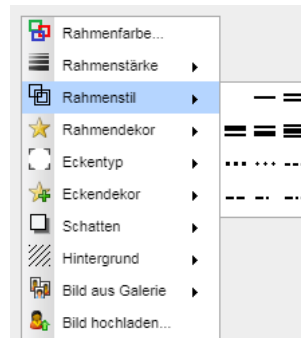 Rahmenfarbe...
Rahmenstärke
Rahmenstil
Rahmendekor
Eckentyp
Eckendekor
Schatten
Hintergrund
Bild aus Galerie
Bild hochladen...